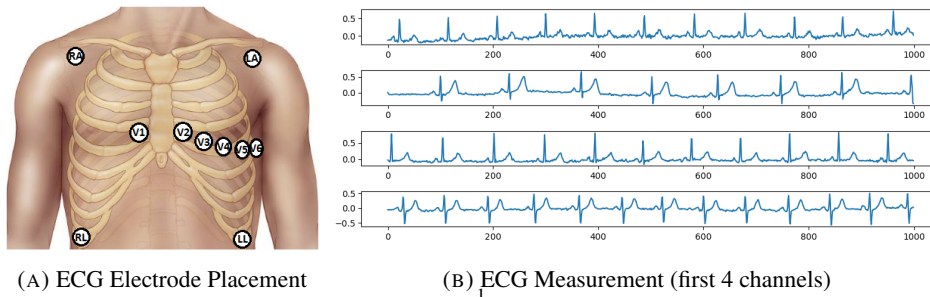 RA
LA
V1
V2
V3
V4
V5
V6
RL
LL
0.5
0.0
0 200 400 600 800 1000
0.5
0.0
0 200 400 600 800 1000
0.5
0.0
0 200 400 600 800 1000
0.5
0.0
−0.5
0 200 400 600 800 1000
(A) ECG Electrode Placement
(B) ECG Measurement (first 4 channels)
1